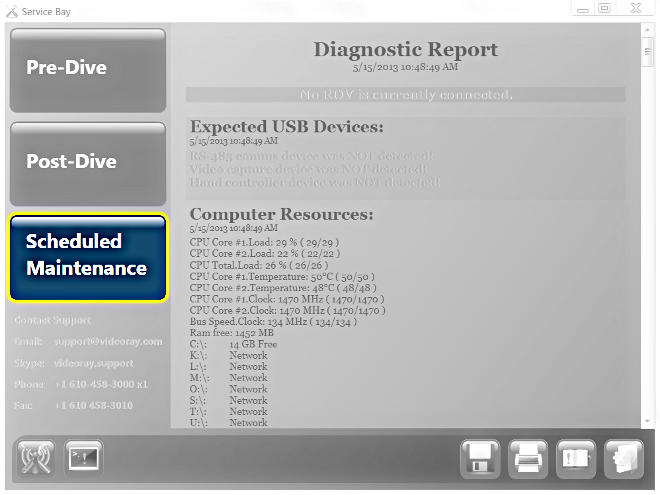 Service Bay
Pre-Dive
Post-Dive
Scheduled
Maintenance
Contact Support
Email: support@videoray.com
Skype: videoray.support
Phone: +1 610-458-3000 x1
Fax: +1 610 458-3010
Diagnostic Report
5/15/2013 10:48:49 AM
No ROV is currently connected.
Expected USB Devices:
5/15/2013 10:48:49 AM
RS-485 comms device was NOT detected!
Video capture device was NOT detected!
Hand controller device was NOT detected!
Computer Resources:
5/15/2013 10:48:49 AM
CPU Core #1.Load: 29 % ( 29/29 )
CPU Core #2.Load: 22 % ( 22/22 )
CPU Total.Load: 26 % ( 26/26 )
CPU Core #1.Temperature: 50°C ( 50/50 )
CPU Core #2.Temperature: 48°C ( 48/48 )
CPU Core #1.Clock: 1470 MHz ( 1470/1470 )
CPU Core #2.Clock: 1470 MHz ( 1470/1470 )
Bus Speed.Clock: 134 MHz ( 134/134 )
Ram free: 1452 MB
C:\: 14 GB Free
K:\: Network
L:\: Network
M:\: Network
O:\: Network
S:\: Network
T:\: Network
U:\: Network